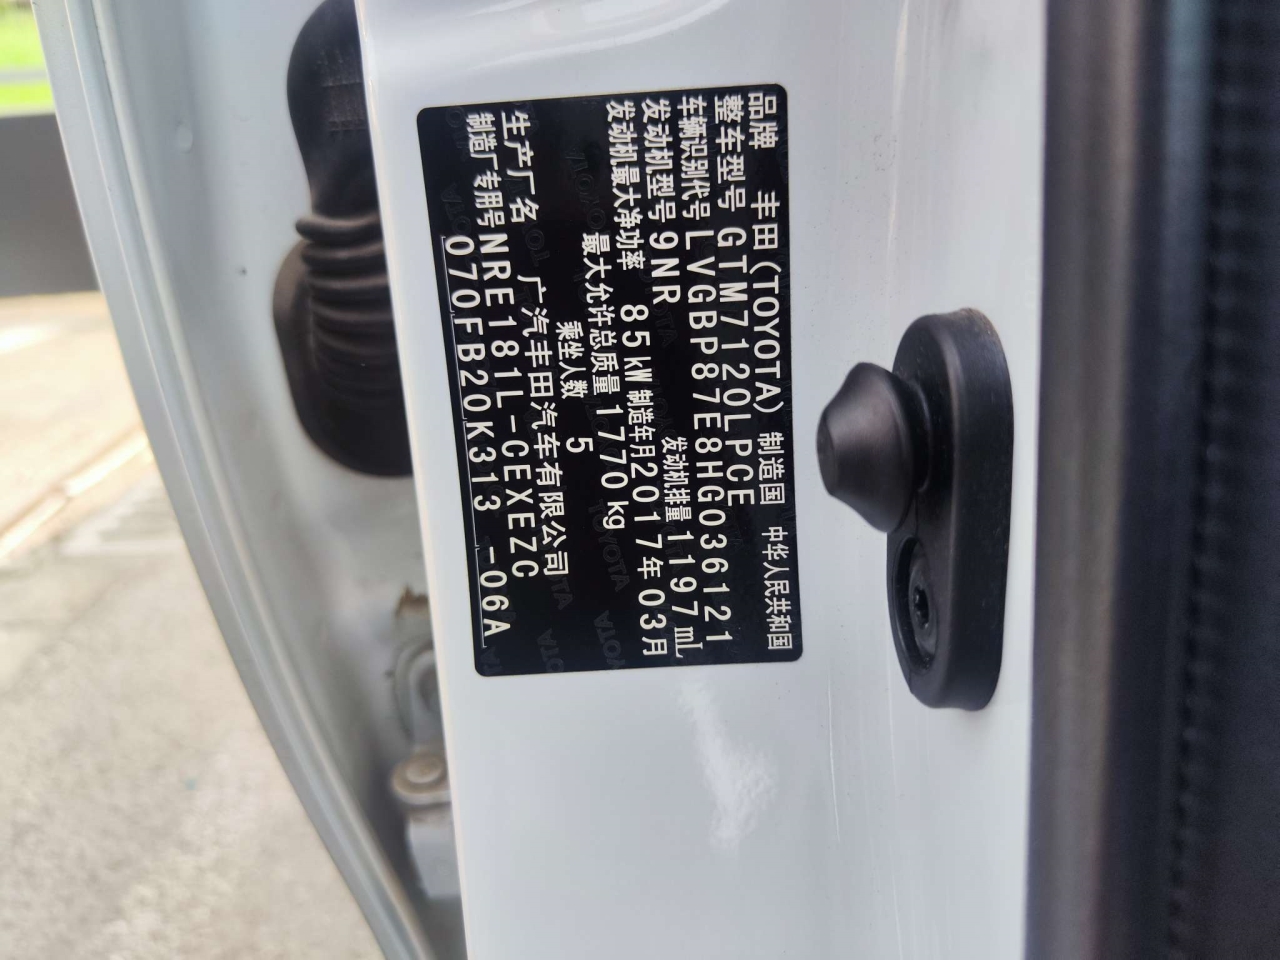 品牌 丰田(TOYOTA) 制造国 中华人民共和国
整车型号 GTM7120LPCE
车辆识别代号 LVGBP87E8HG036121
发动机型号 9NR 发动机排量 1197mL
发动机最大净功率 85kW 制造年月 2017年03月
最大允许总质量 1770kg
乘坐人数 5
生产厂名 广汽丰田汽车有限公司
制造厂专用号 NRE181L-CEXEZC
070FB20K313 -06A